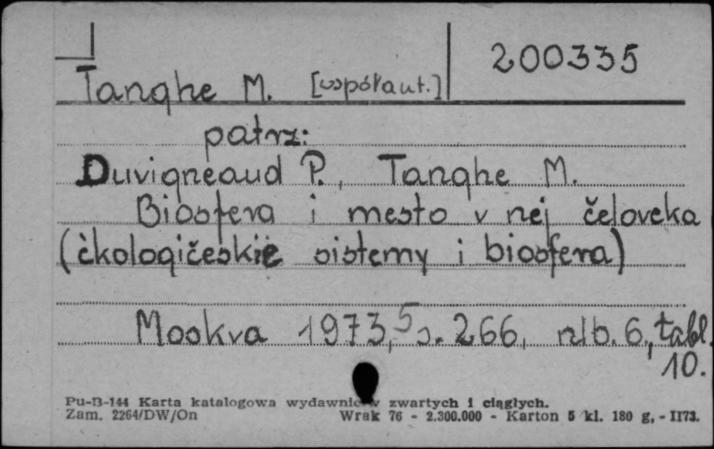 200335
Tanghe M. [współaut.]
patrz:
Duvigneaud P., Tanghe M.
Biosfera i mesto v nej čeloveka
(èkologičeskie sistemy i biosfera)
Moskva 1973, s. 266, tabl.
10.
Pu-B-144 Karta katalogowa wydawnictw zwartych i ciągłych.
Zam. 2264/DW/On Wrak 76 - 2.300.000 - Karton 5 kl. 180 g. - II73.